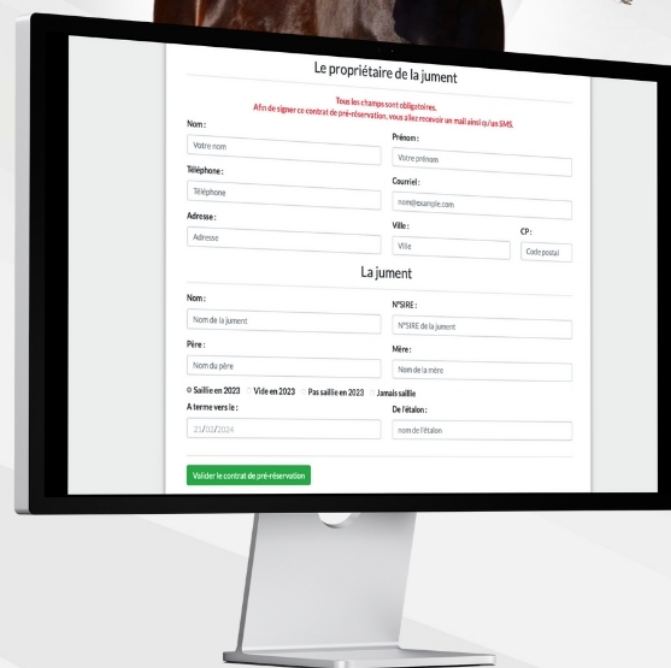 Le propriétaire de la jument
Tous les champs sont obligatoires.
Afin de signer ce contrat de pré-réservation, vous allez recevoir un mail ainsi qu'un SMS.
Nom :
Prénom :
Votre nom
Votre prénom
Téléphone :
Courriel :
Téléphone
nom@example.com
Adresse :
Ville :
CP :
Adresse
Ville
Code postal
La jument
Nom :
N°SIRE :
Nom de la jument
N°SIRE de la jument
Père :
Mère :
Nom du père
Nom de la mère
Saillie en 2023 Vide en 2023 Pas saillie en 2023 Jamais saillie
A terme vers le :
De l'étalon :
21/02/2024
nom de l'étalon
Valider le contrat de pré-réservation